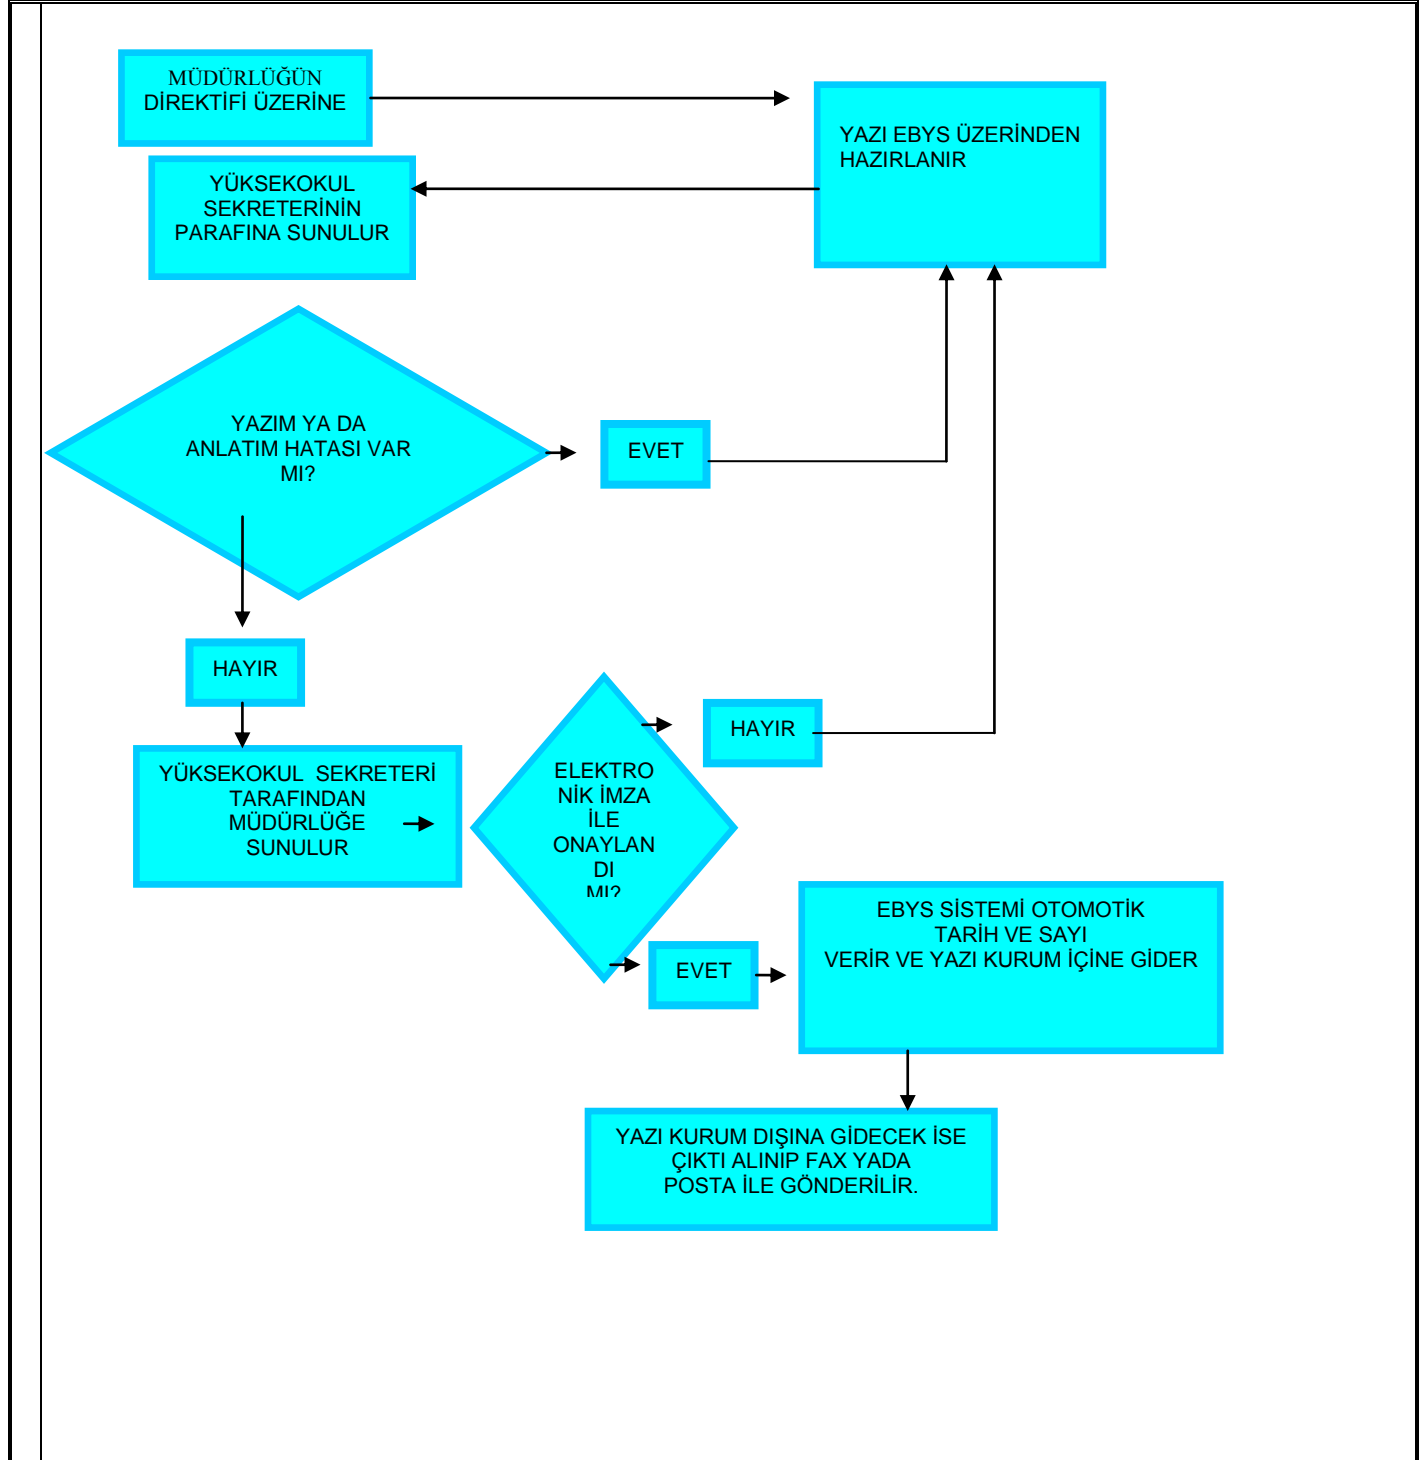 MÜDÜRLÜĞÜN
DİREKTİFİ ÜZERİNE
YAZI EBYS ÜZERİNDEN
HAZIRLANIR
YÜKSEKOKUL
SEKRETERİNİN
PARAFINA SUNULUR
YAZIM YA DA
ANLATIM HATASI VAR
MI?
EVET
HAYIR
YÜKSEKOKUL SEKRETERİ
TARAFINDAN
MÜDÜRLÜĞE
SUNULUR
HAYIR
ELEKTRO
NİK İMZA
İLE
ONAYLAN
DI
MI?
EVET
EBYS SİSTEMİ OTOMOTİK
TARİH VE SAYI
VERİR VE YAZI KURUM İÇİNE GİDER
YAZI KURUM DIŞINA GİDECEK İSE
ÇIKTI ALINIP FAX YADA
POSTA İLE GÖNDERİLİR.